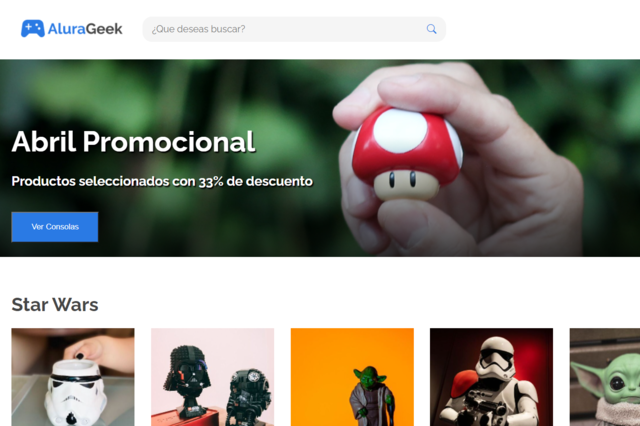 AluraGeek
¿Que deseas buscar?
Abril Promocional
Productos seleccionados con 33% de descuento
Ver Consolas
Star Wars